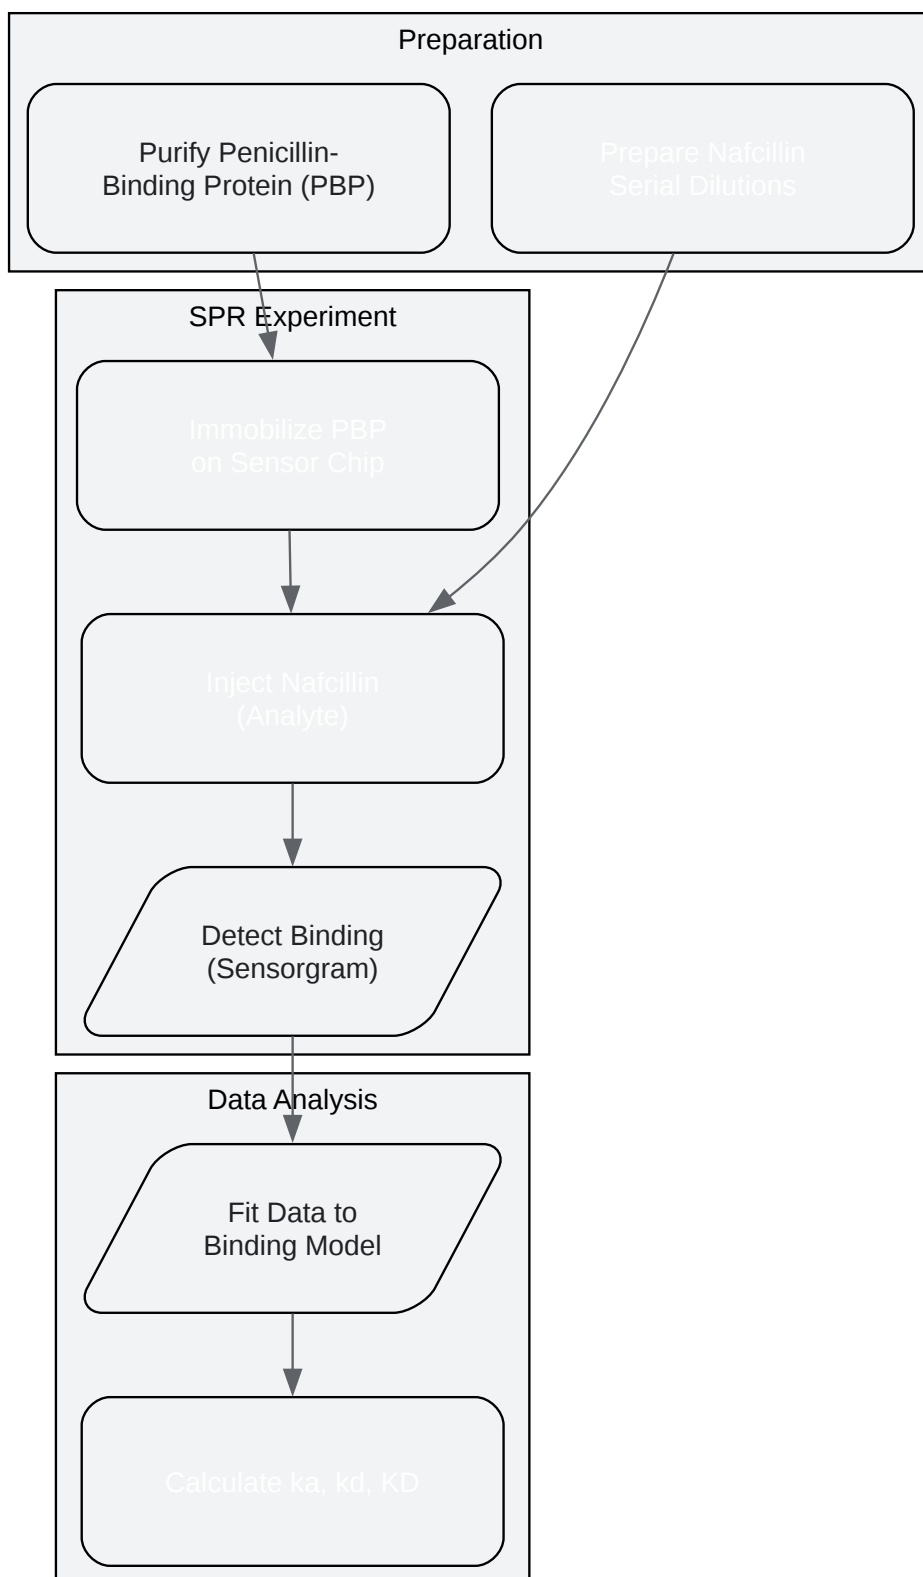 Preparation
Purify Penicillin-
Binding Protein (PBP)
Prepare Nafcillin
Serial Dilutions
SPR Experiment
Immobilize PBP
on Sensor Chip
Inject Nafcillin
(Analyte)
Detect Binding
(Sensorgram)
Data Analysis
Fit Data to
Binding Model
Calculate ka, kd, KD